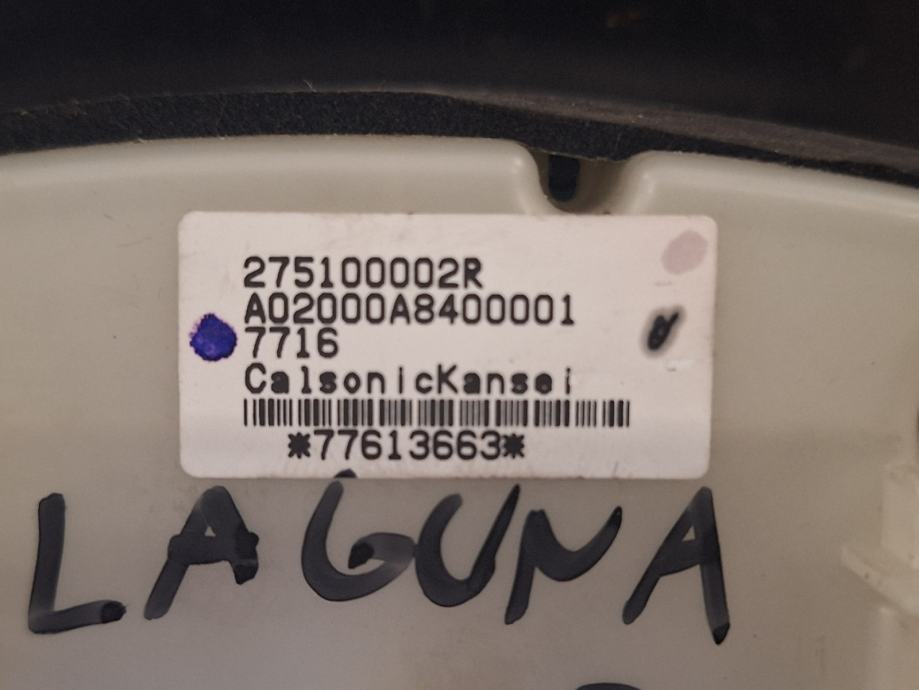 275100002R
A02000A8400001
7716
CalsonicKansei
*77613663*
LAGUNA